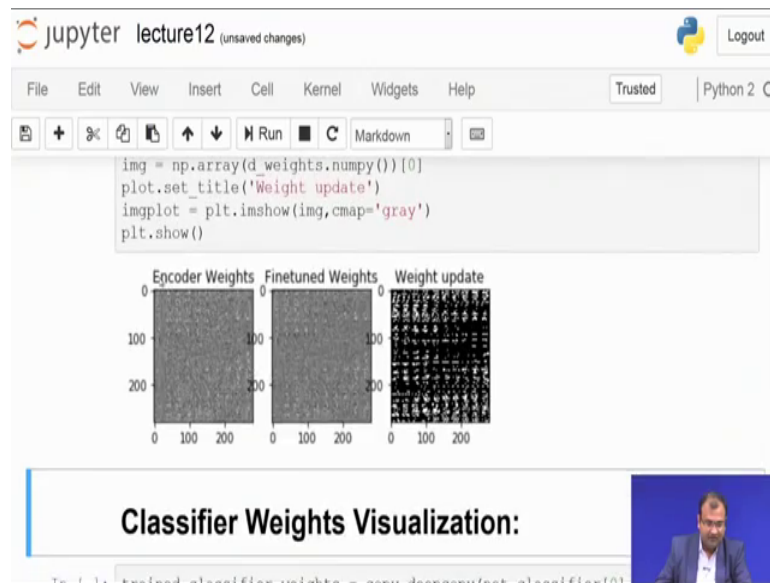 jupyter lecture12 (unsaved changes)
Logout
File Edit View Insert Cell Kernel Widgets Help
Trusted
Python 2
Run
Markdown
img = np.array(d_weights.numpy())[0]
plot.set_title('Weight update')
imgplot = plt.imshow(img,cmap='gray')
plt.show()
Encoder Weights Finetuned Weights Weight update
0 0 0
100 100 100
200 200 200
0 100 200 0 100 200 0 100 200
Classifier Weights Visualization: